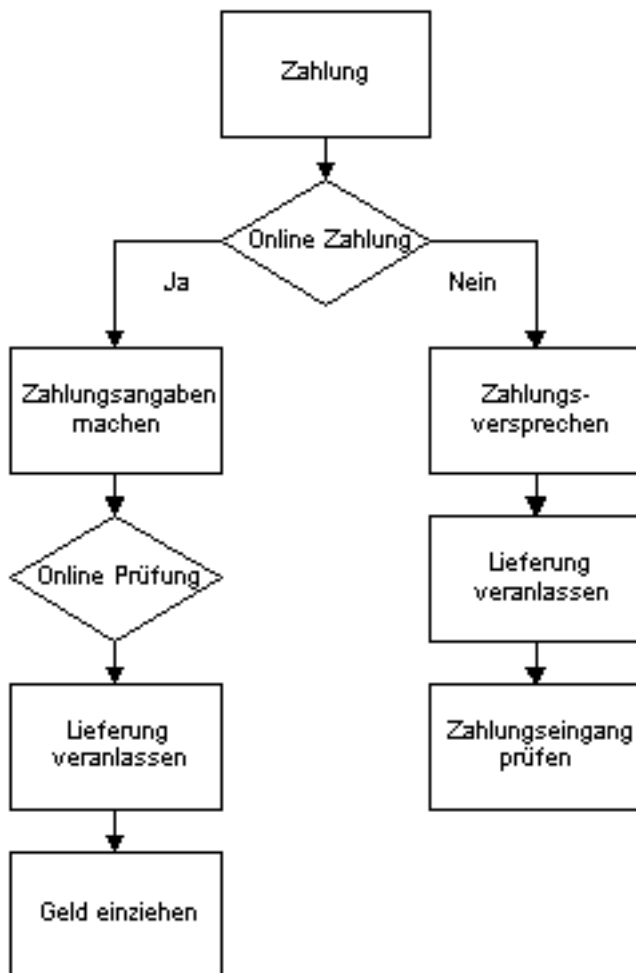 Zahlung
Online Zahlung
Ja
Nein
Zahlungsangaben
machen
Zahlungs-
versprechen
Online Prüfung
Lieferung
veranlassen
Lieferung
veranlassen
Zahlungseingang
prüfen
Geld einziehen